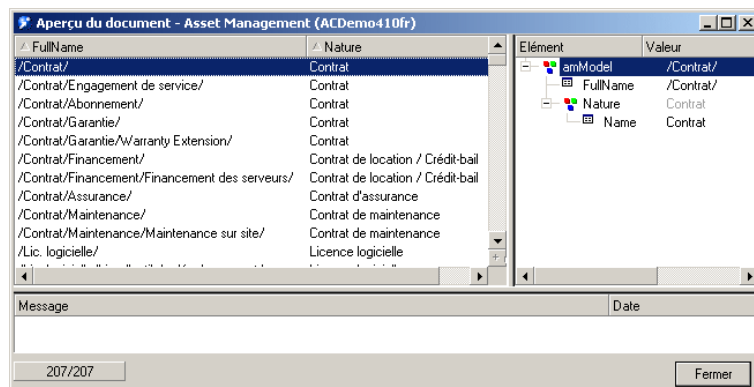 Aperçu du document - Asset Management (ACDemo410fr)
FullName Nature
/Contrat/ Contrat
/Contrat/Engagement de service/ Contrat
/Contrat/Abonnement/ Contrat
/Contrat/Garantie/ Contrat
/Contrat/Garantie/Warranty Extension/ Contrat
/Contrat/Financement/ Contrat de location / Crédit-bail
/Contrat/Financement/Financement des serveurs/ Contrat de location / Crédit-bail
/Contrat/Assurance/ Contrat d'assurance
/Contrat/Maintenance/ Contrat de maintenance
/Contrat/Maintenance/Maintenance sur site/ Contrat de maintenance
/Lic. logicielle/ Licence logicielle
Elément Valeur
amModel /Contrat/
FullName /Contrat/
Nature Contrat
Name Contrat
Message Date
207/207
Fermer